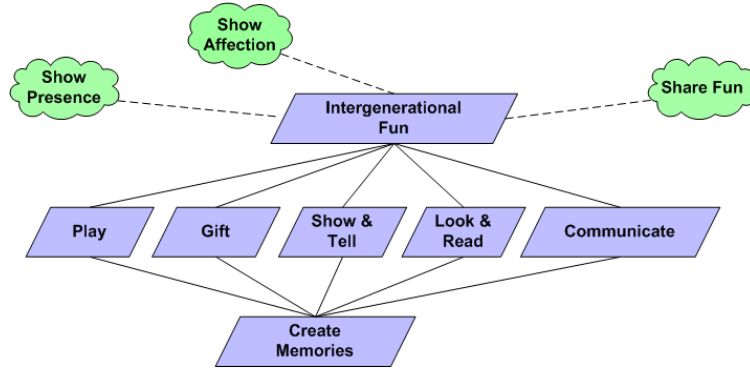 Show
Affection
Show
Presence
Share Fun
Intergenerational
Fun
Play
Gift
Show &
Tell
Look &
Read
Communicate
Create
Memories